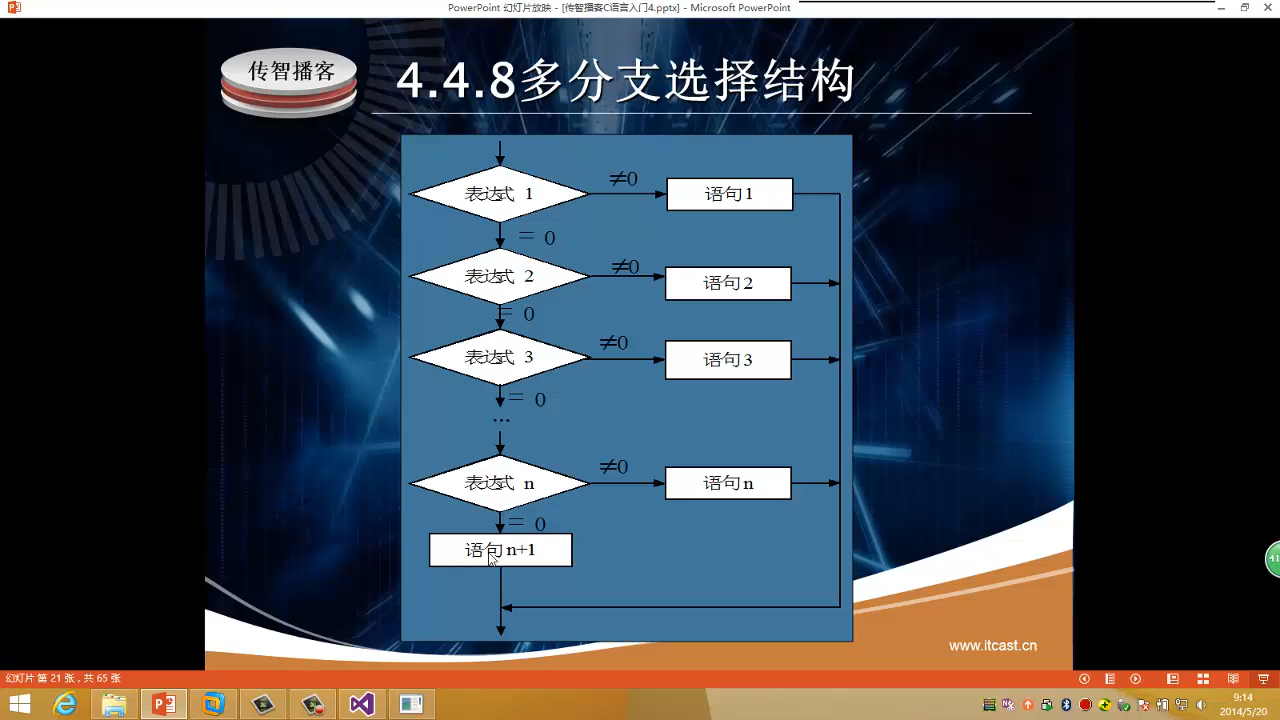 PowerPoint 幻灯片放映 - [传智播客C语言入门4.pptx] - Microsoft PowerPoint
传智播客
4.4.8多分支选择结构
表达式 1
≠0
语句1
= 0
表达式 2
≠0
语句2
= 0
表达式 3
≠0
语句3
= 0
...
表达式 n
≠0
语句n
= 0
语句n+1
www.itcast.cn
41
幻灯片 第 21 张 , 共 65 张
9:14
2014/5/20